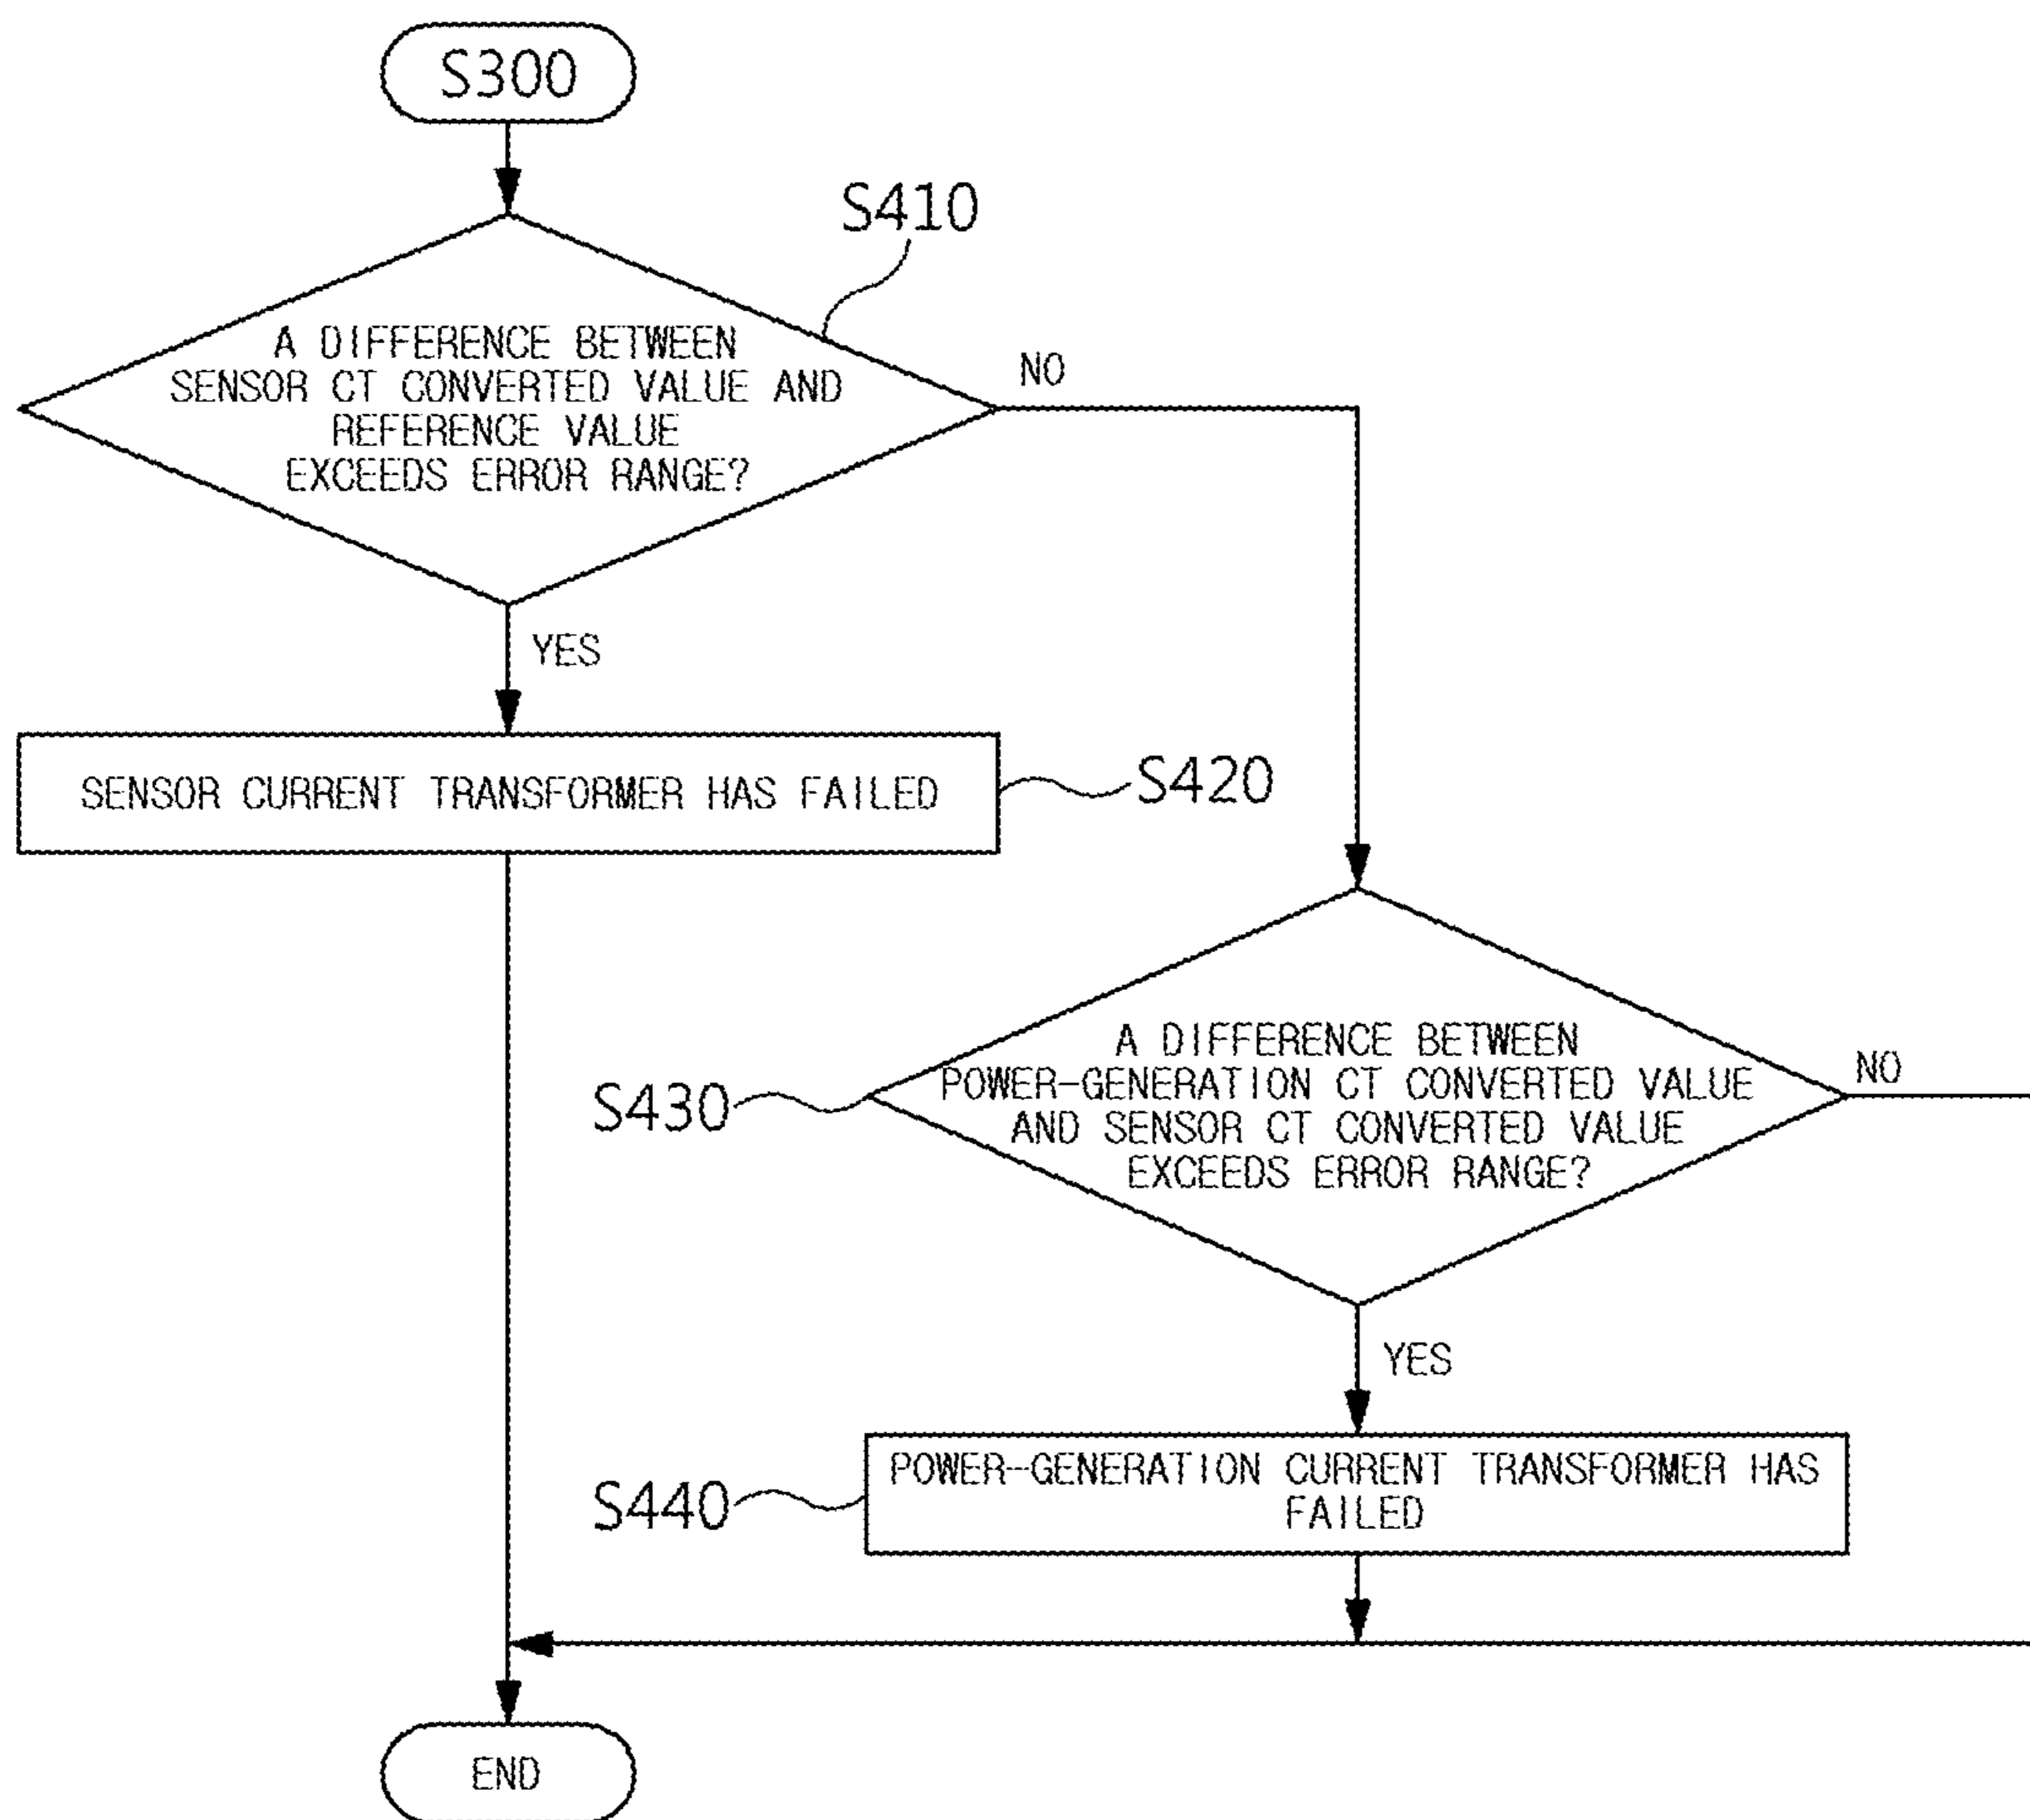 S300
S410
A DIFFERENCE BETWEEN
SENSOR CT CONVERTED VALUE AND
REFERENCE VALUE
EXCEEDS ERROR RANGE?
NO
YES
SENSOR CURRENT TRANSFORMER HAS FAILED
S420
A DIFFERENCE BETWEEN
POWER-GENERATION CT CONVERTED VALUE
AND SENSOR CT CONVERTED VALUE
EXCEEDS ERROR RANGE?
NO
S430
YES
POWER-GENERATION CURRENT TRANSFORMER HAS
FAILED
S440
END